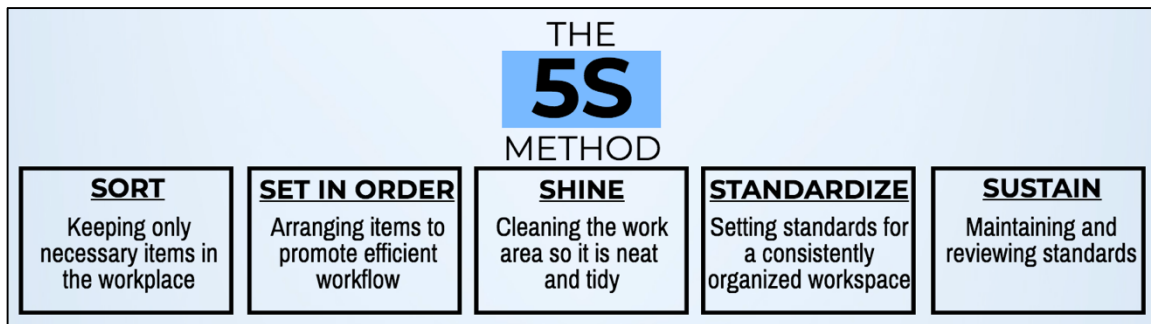 THE
5S
METHOD
SORT
Keeping only
necessary items in
the workplace
SET IN ORDER
Arranging items to
promote efficient
workflow
SHINE
Cleaning the work
area so it is neat
and tidy
STANDARDIZE
Setting standards for
a consistently
organized workspace
SUSTAIN
Maintaining and
reviewing standards